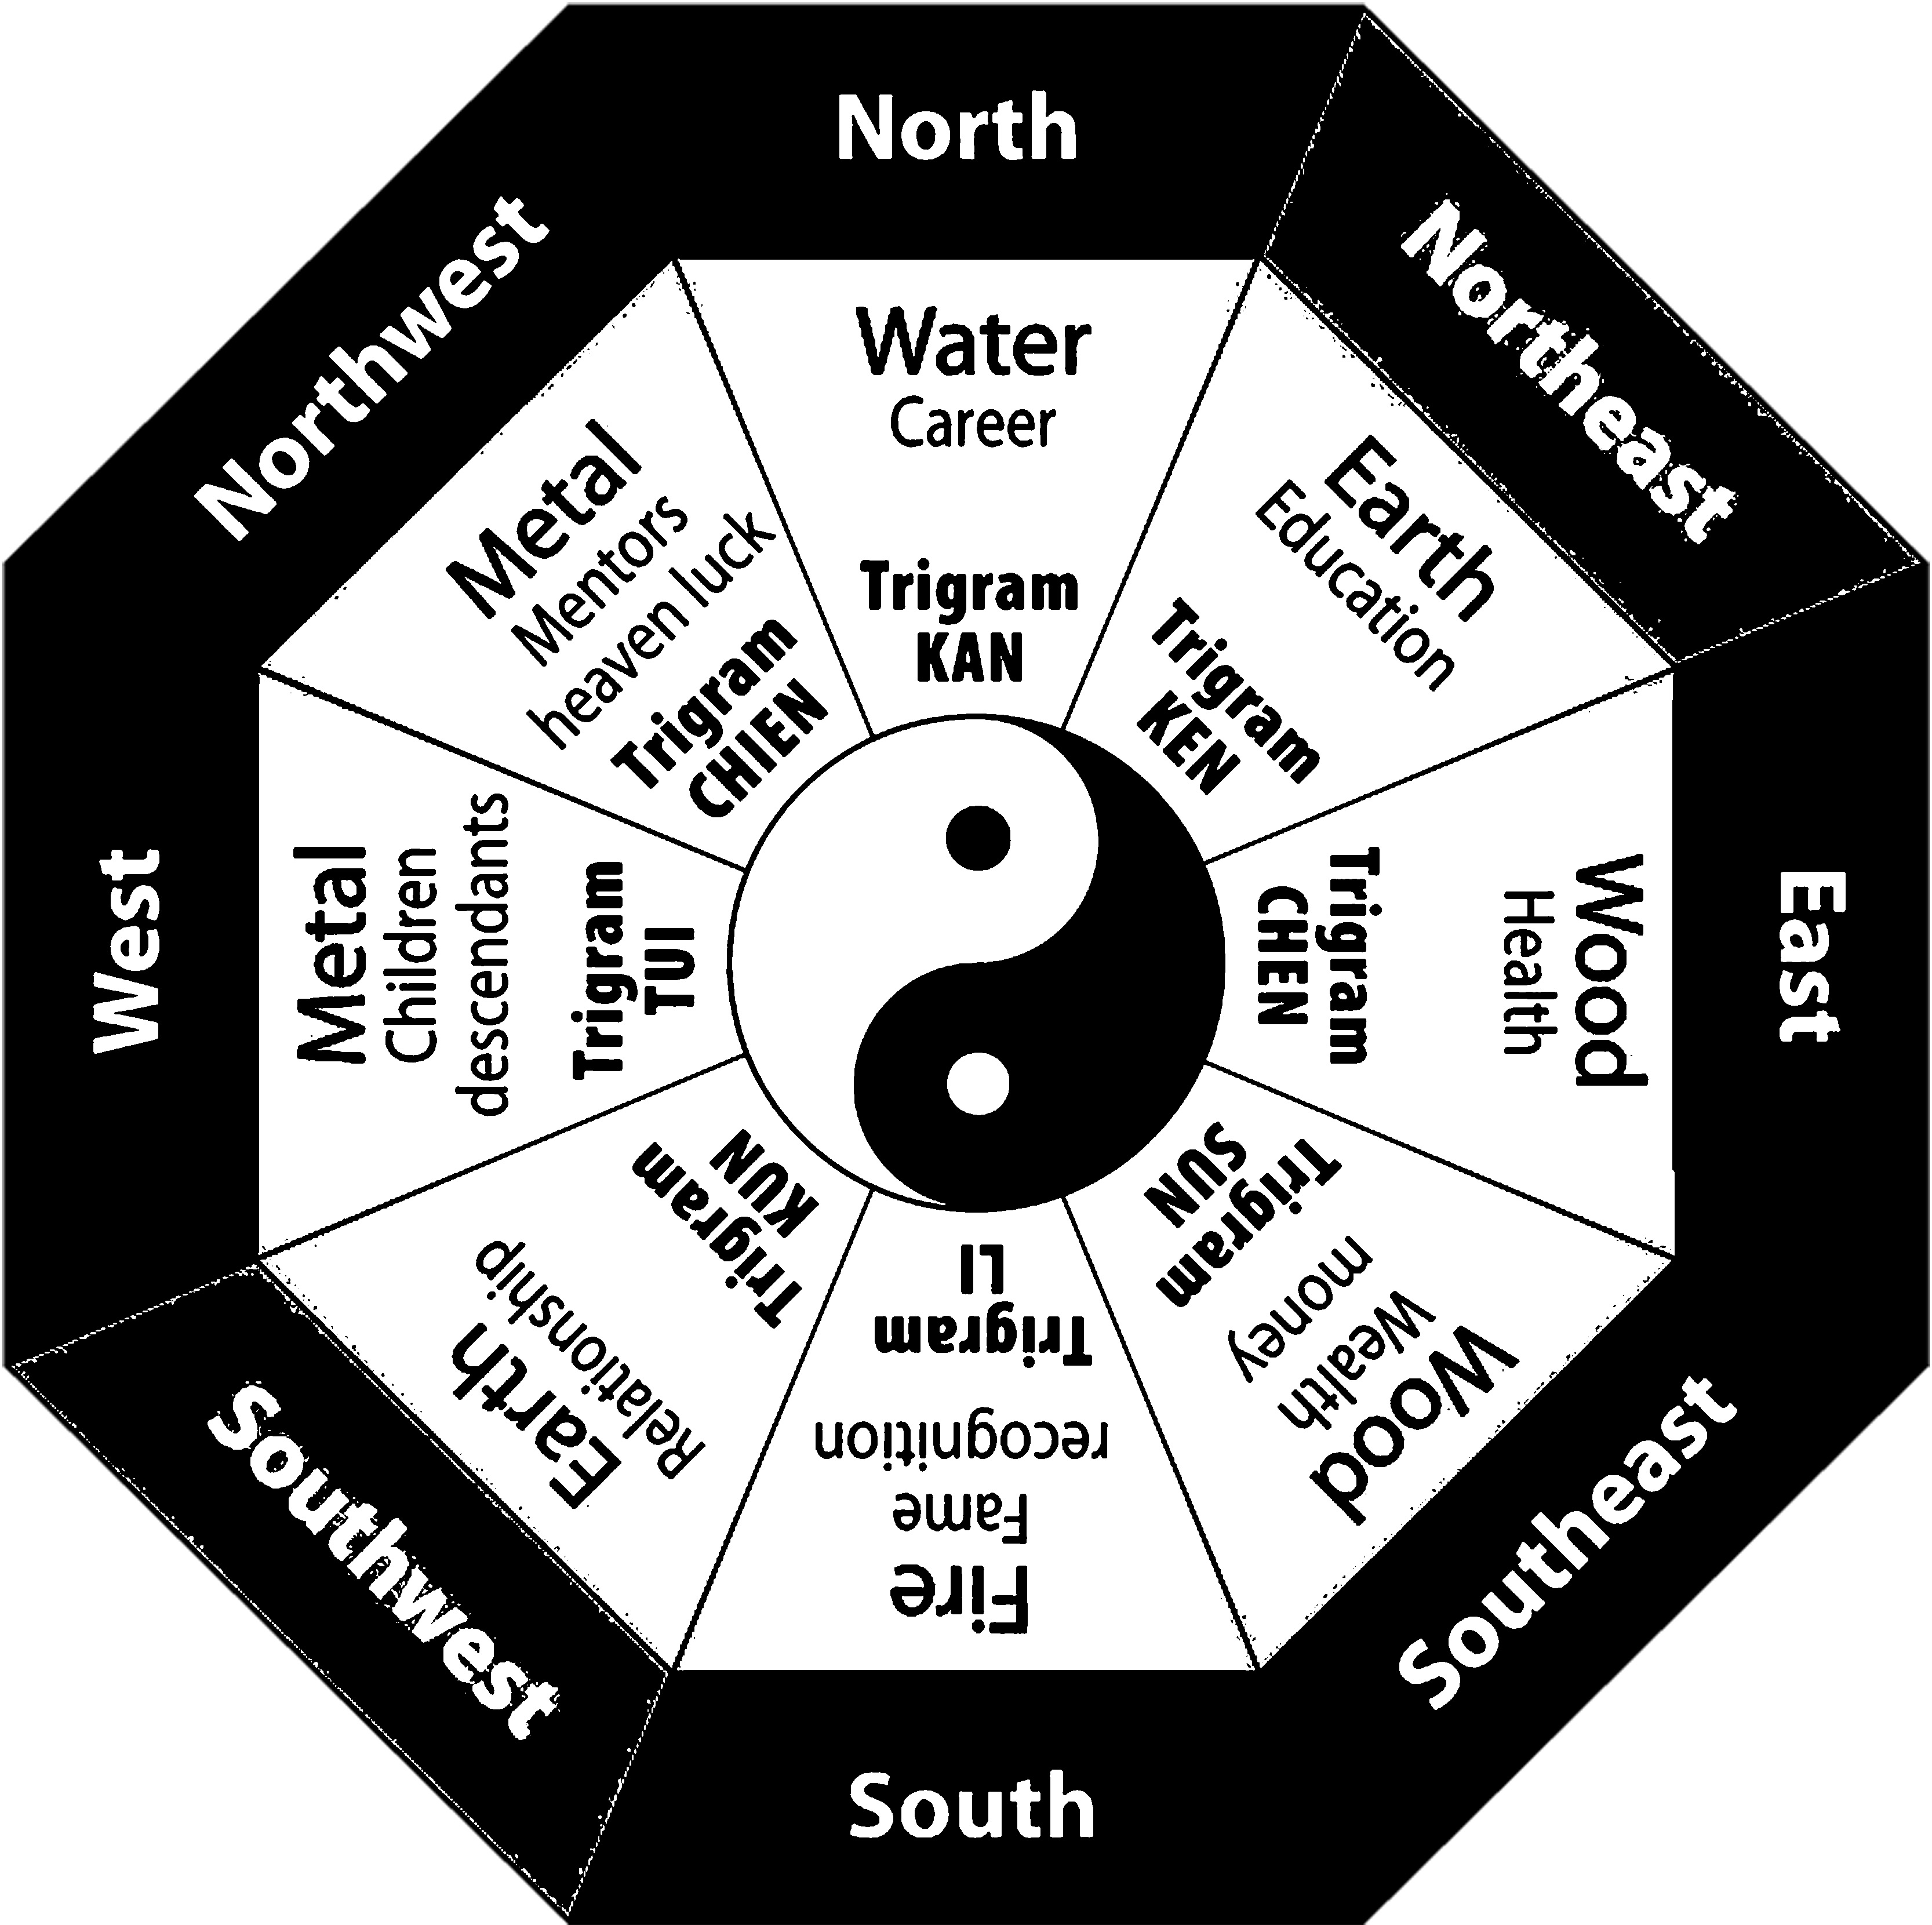 North
Water
Career
Trigram
KAN
Northeast
Earth
Education
Trigram
KEN
East
Wood
Health
Trigram
CHEN
Southeast
Wood
Wealth
money
Trigram
SUN
South
Fire
Fame
recognition
Trigram
LI
Southwest
Earth
Relationship
Trigram
KUN
West
Metal
Children
descendants
Trigram
TUI
Northwest
Metal
Mentors
heaven luck
Trigram
CHIEN